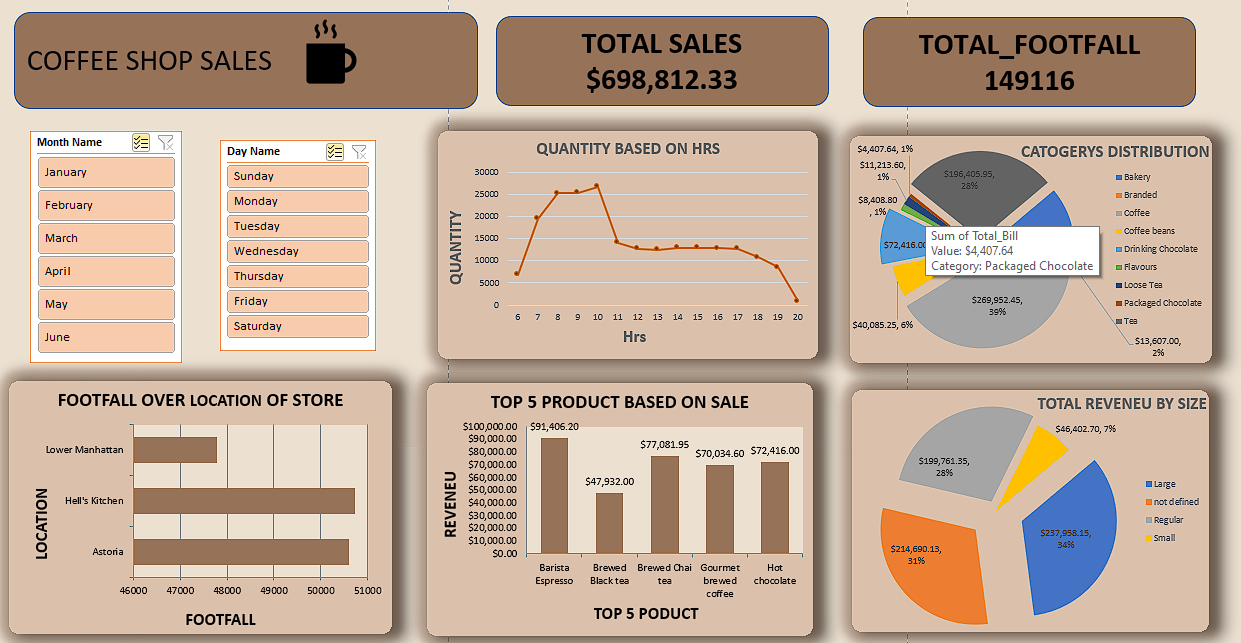 COFFEE SHOP SALES
TOTAL SALES
$698,812.33
TOTAL_FOOTFALL
149116
Month Name
January
February
March
April
May
June
Day Name
Sunday
Monday
Tuesday
Wednesday
Thursday
Friday
Saturday
QUANTITY BASED ON HRS
QUANTITY
30000
25000
20000
15000
10000
5000
0
6 7 8 9 10 11 12 13 14 15 16 17 18 19 20
Hrs
CATOGERYS DISTRIBUTION
$4,407.64, 1%
$11,213.60,
1%
$8,408.80
, 1%
$72,416.00
$40,085.25, 6%
$196,405.95,
28%
$269,952.45,
39%
$13,607.00,
2%
Sum of Total_Bill
Value: $4,407.64
Category: Packaged Chocolate
Bakery
Branded
Coffee
Coffee beans
Drinking Chocolate
Flavours
Loose Tea
Packaged Chocolate
Tea
FOOTFALL OVER LOCATION OF STORE
LOCATION
Lower Manhattan
Hell's Kitchen
Astoria
46000 47000 48000 49000 50000 51000
FOOTFALL
TOP 5 PRODUCT BASED ON SALE
REVENEU
$100,000.00
$90,000.00
$80,000.00
$70,000.00
$60,000.00
$50,000.00
$40,000.00
$30,000.00
$20,000.00
$10,000.00
$0.00
$91,406.20
$47,932.00
$77,081.95
$70,034.60
$72,416.00
Barista
Espresso
Brewed
Black tea
Brewed Chai
tea
Gourmet
brewed
coffee
Hot
chocolate
TOP 5 PODUCT
TOTAL REVENEU BY SIZE
$46,402.70, 7%
$199,761.35,
28%
$237,958.15,
34%
$214,690.13,
31%
Large
not defined
Regular
Small